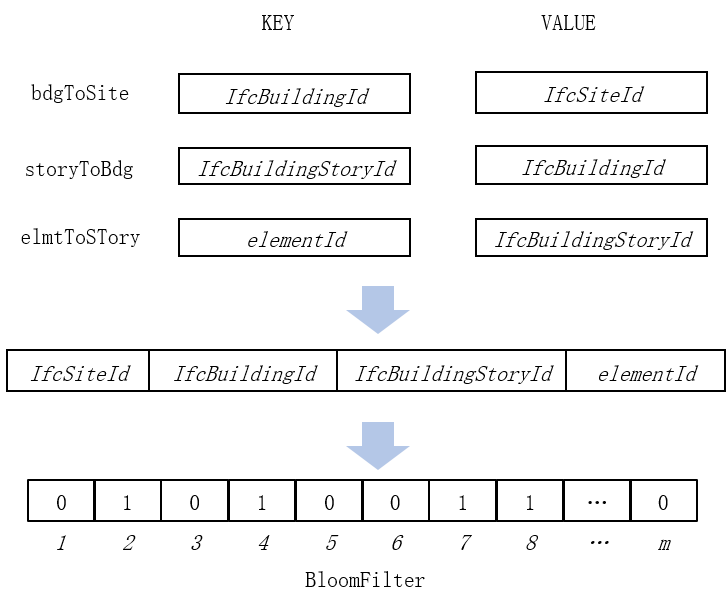 KEY VALUE
bdgToSite IfcBuildingId IfcSiteId
storyToBdg IfcBuildingStoryId IfcBuildingId
elmtToSTory elementId IfcBuildingStoryId
IfcSiteId IfcBuildingId IfcBuildingStoryId elementId
0 1 0 1 0 0 1 1 … 0
1 2 3 4 5 6 7 8 … m
BloomFilter